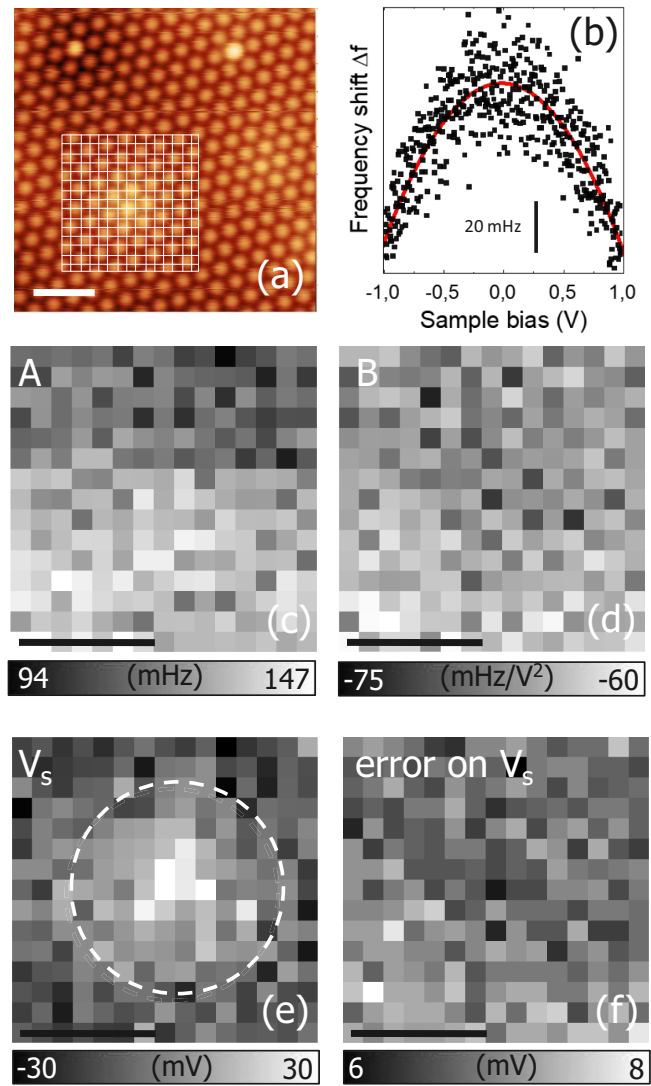 (a)
(b)
Frequency shift Δf
20 mHz
-1,0 -0,5 0,0 0,5 1,0
Sample bias (V)
A
(c)
94 (mHz) 147
B
(d)
-75 (mHz/V² ) -60
Vₛ
(e)
-30 (mV) 30
error on Vₛ
(f)
6 (mV) 8